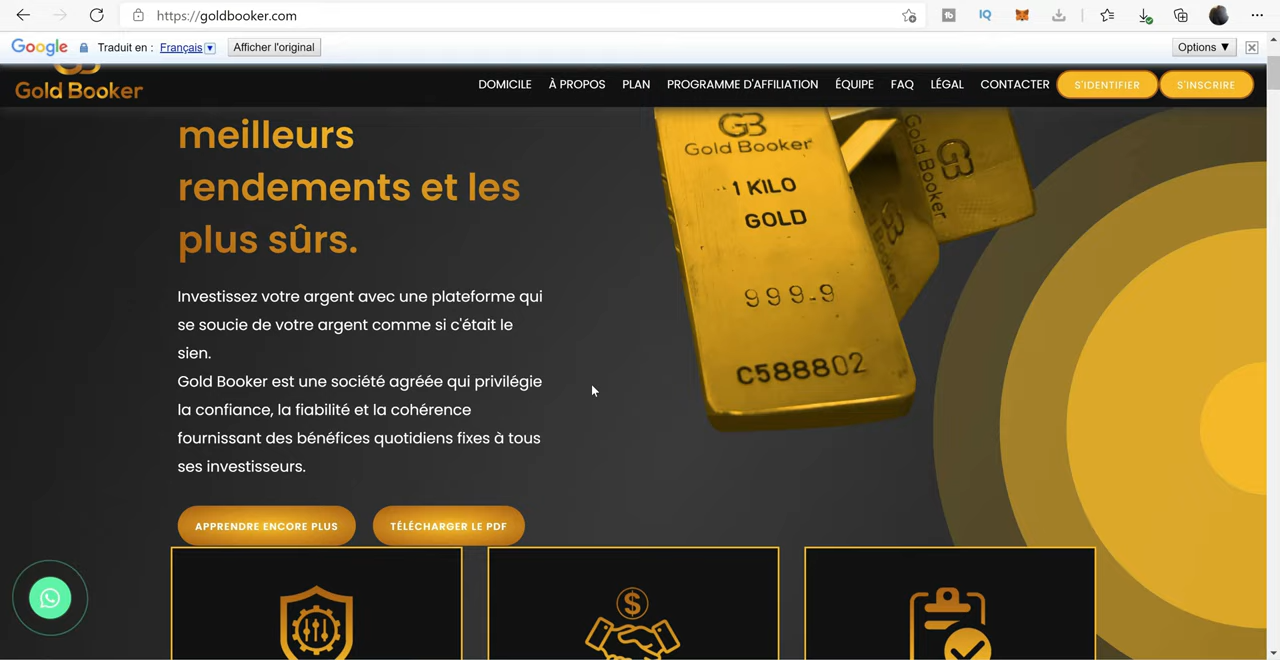 https://goldbooker.com
Google Traduit en : Français Afficher l'original Options ▼
Gold Booker
DOMICILE À PROPOS PLAN PROGRAMME D'AFFILIATION ÉQUIPE FAQ LÉGAL CONTACTER S'IDENTIFIER S'INSCRIRE
meilleurs
rendements et les
plus sûrs.
Investissez votre argent avec une plateforme qui
se soucie de votre argent comme si c'était le
sien.
Gold Booker est une société agréée qui privilégie
la confiance, la fiabilité et la cohérence
fournissant des bénéfices quotidiens fixes à tous
ses investisseurs.
APPRENDRE ENCORE PLUS TÉLÉCHARGER LE PDF
GB
Gold Booker
1 KILO
GOLD
999.9
C588802
GB
Gold Booker